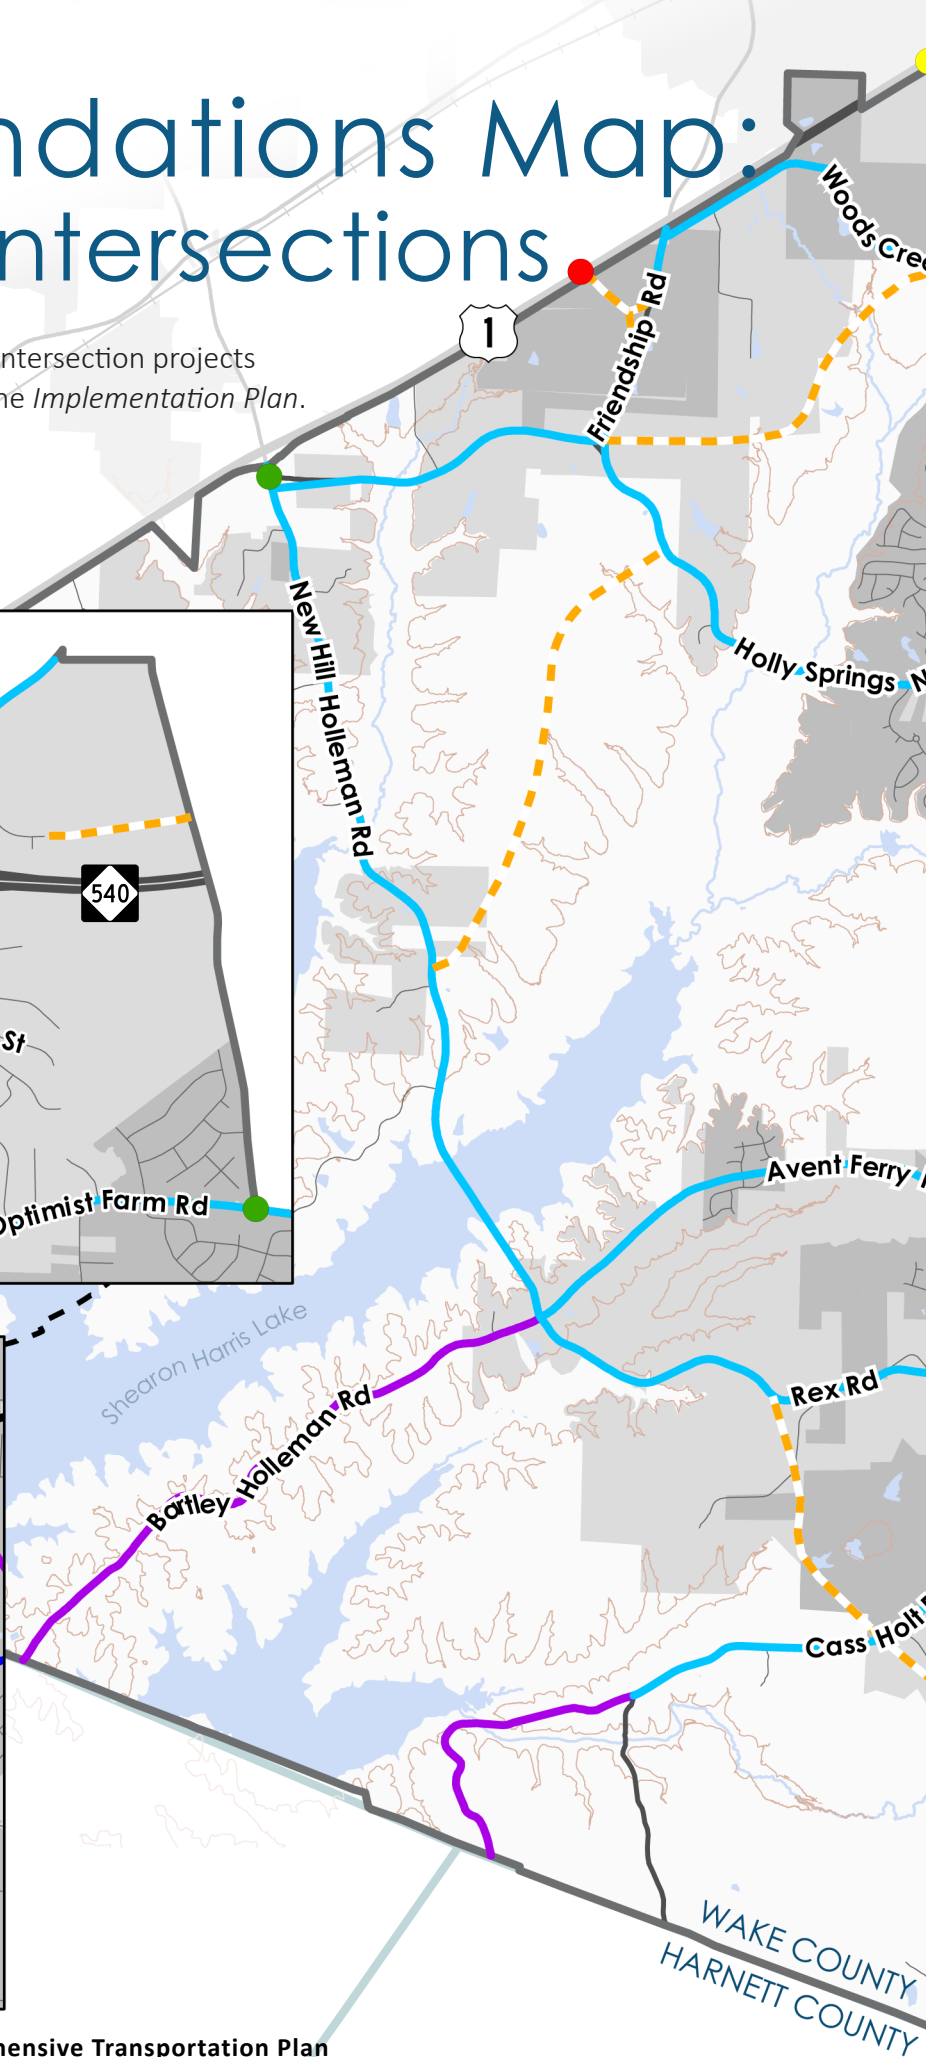 ndations Map:
ntersections
ntersection projects
ne Implementation Plan.
1
Woods Cree
Friendship Rd
New Hill Holleman Rd
Holly Springs N
540
St
Optimist Farm Rd
Avent Ferry
Shearon Harris Lake
Rex Rd
Bartley Holleman Rd
Cass Holt
WAKE COUNTY
HARNETT COUNTY
hensive Transportation Plan